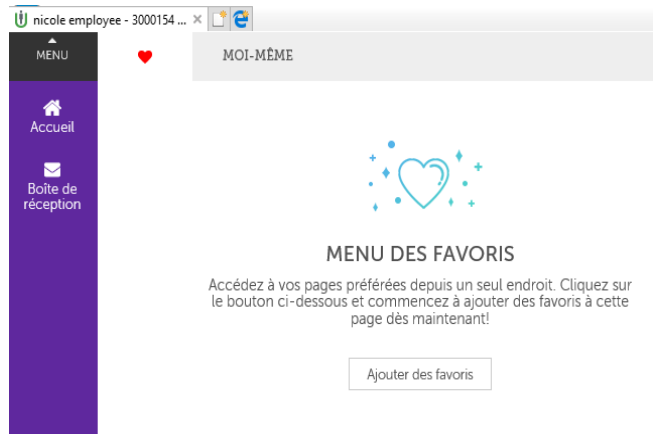 nicole employee - 3000154 ...
MENU
MOI-MÊME
Accueil
Boîte de
réception
MENU DES FAVORIS
Accédez à vos pages préférées depuis un seul endroit. Cliquez sur
le bouton ci-dessous et commencez à ajouter des favoris à cette
page dès maintenant!
Ajouter des favoris